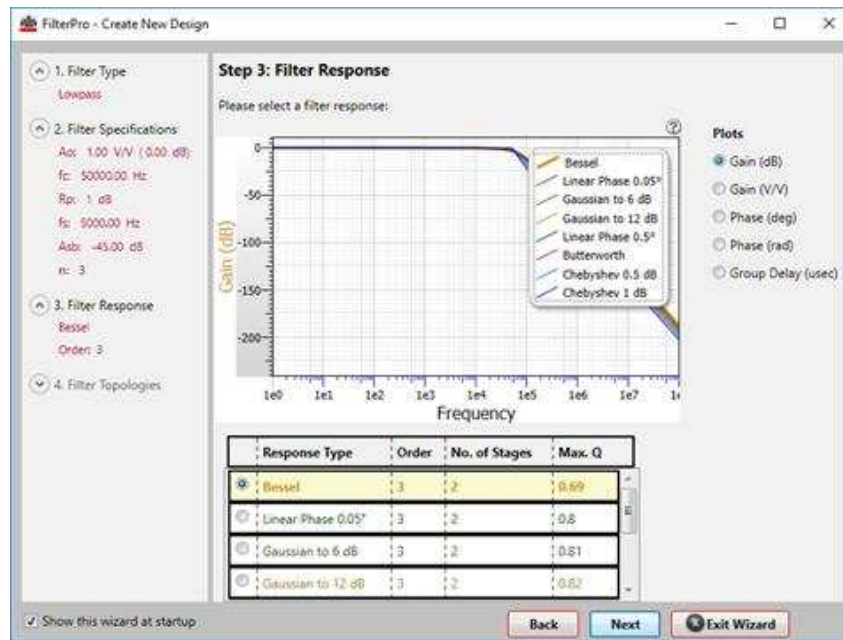 FilterPro - Create New Design
1. Filter Type
Lowpass
2. Filter Specifications
Ao: 1.00 V/V (0.00 dB)
fc: 50000.00 Hz
Rp: 1 dB
fs: 5000.00 Hz
Asb: -45.00 dB
n: 3
3. Filter Response
Bessel
Order: 3
4. Filter Topologies
Step 3: Filter Response
Please select a filter response:
?
0
-50
-100
-150
-200
Gain (dB)
Bessel
Linear Phase 0.05°
Gaussian to 6 dB
Gaussian to 12 dB
Linear Phase 0.5°
Butterworth
Chebyshev 0.5 dB
Chebyshev 1 dB
1e0 1e1 1e2 1e3 1e4 1e5 1e6 1e7 1
Frequency
Plots
Gain (dB)
Gain (V/V)
Phase (deg)
Phase (rad)
Group Delay (usec)
Response Type Order No. of Stages Max. Q
Bessel 3 2 0.69
Linear Phase 0.05° 3 2 0.8
Gaussian to 6 dB 3 2 0.81
Gaussian to 12 dB 3 2 0.82
Show this wizard at startup
Back Next Exit Wizard